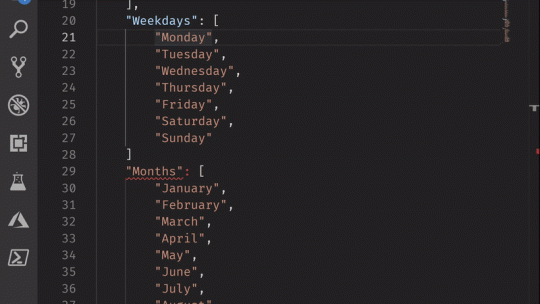 19 ],
20 "Weekdays": [
21 "Monday",
22 "Tuesday",
23 "Wednesday",
24 "Thursday",
25 "Friday",
26 "Saturday",
27 "Sunday"
28 ]
29 "Months": [
30 "January",
31 "February",
32 "March",
33 "April",
34 "May",
35 "June",
36 "July",
37 "August"